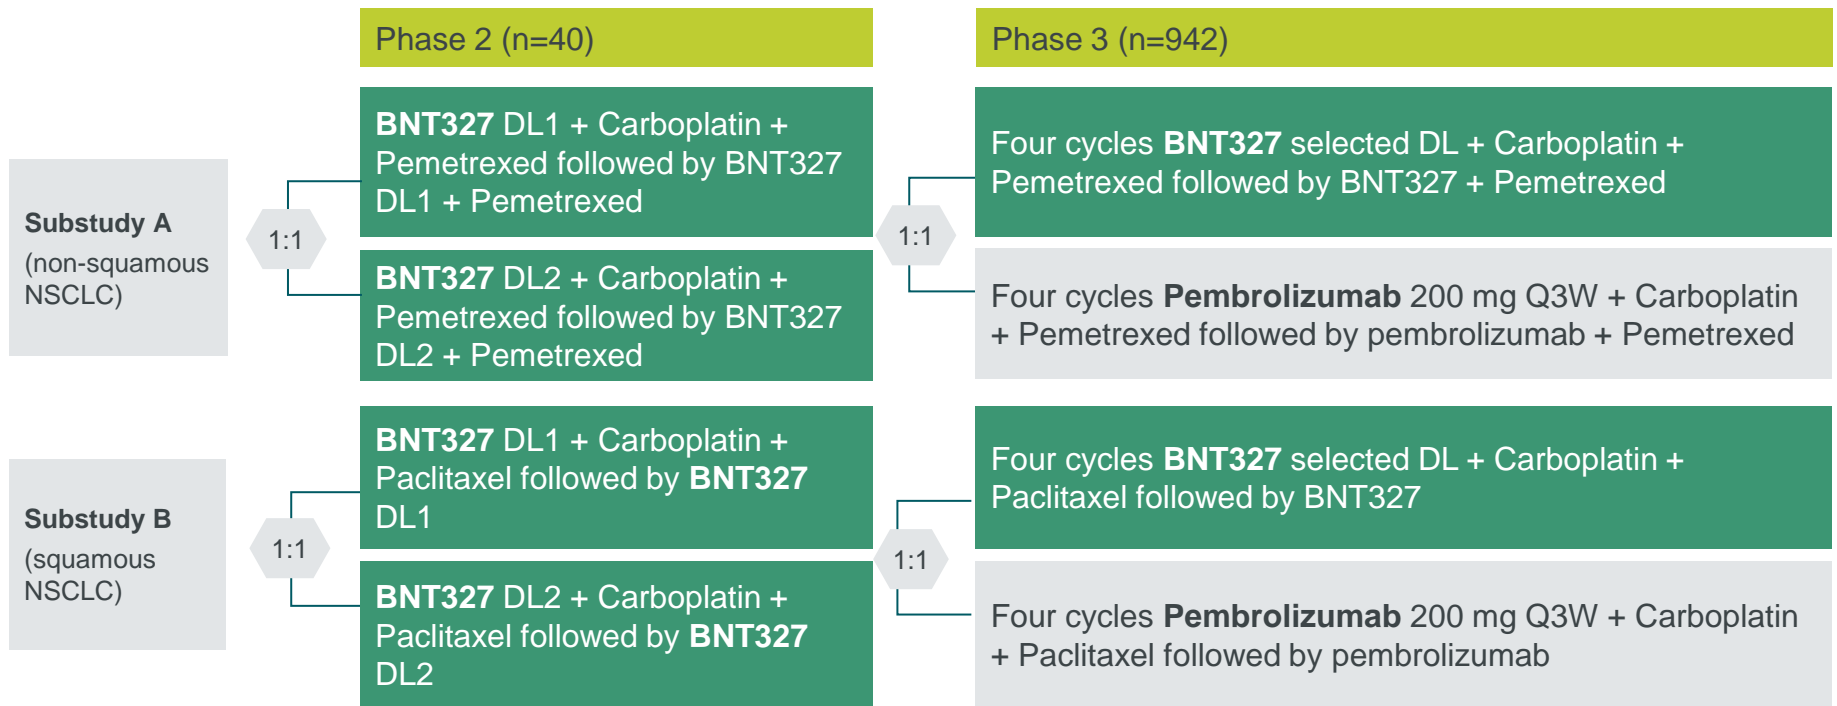 Phase 2 (n=40)
Phase 3 (n=942)
Substudy A
(non-squamous
NSCLC)
1:1
BNT327 DL1 + Carboplatin +
Pemetrexed followed by BNT327
DL1 + Pemetrexed
BNT327 DL2 + Carboplatin +
Pemetrexed followed by BNT327
DL2 + Pemetrexed
1:1
Four cycles BNT327 selected DL + Carboplatin +
Pemetrexed followed by BNT327 + Pemetrexed
Four cycles Pembrolizumab 200 mg Q3W + Carboplatin
+ Pemetrexed followed by pembrolizumab + Pemetrexed
Substudy B
(squamous
NSCLC)
1:1
BNT327 DL1 + Carboplatin +
Paclitaxel followed by BNT327
DL1
BNT327 DL2 + Carboplatin +
Paclitaxel followed by BNT327
DL2
1:1
Four cycles BNT327 selected DL + Carboplatin +
Paclitaxel followed by BNT327
Four cycles Pembrolizumab 200 mg Q3W + Carboplatin
+ Paclitaxel followed by pembrolizumab